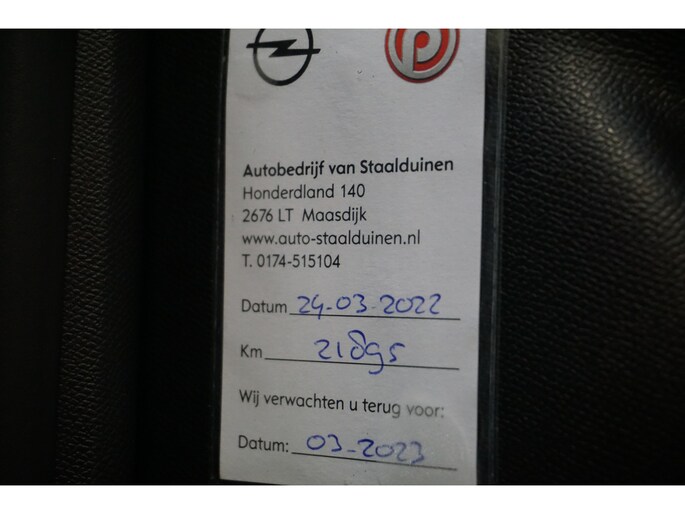 Autobedrijf van Staalduinen
Honderdland 140
2676 LT Maasdijk
www.auto-staalduinen.nl
T. 0174-515104
Datum 24-03-2022
Km 21895
Wij verwachten u terug voor:
Datum: 03-2023